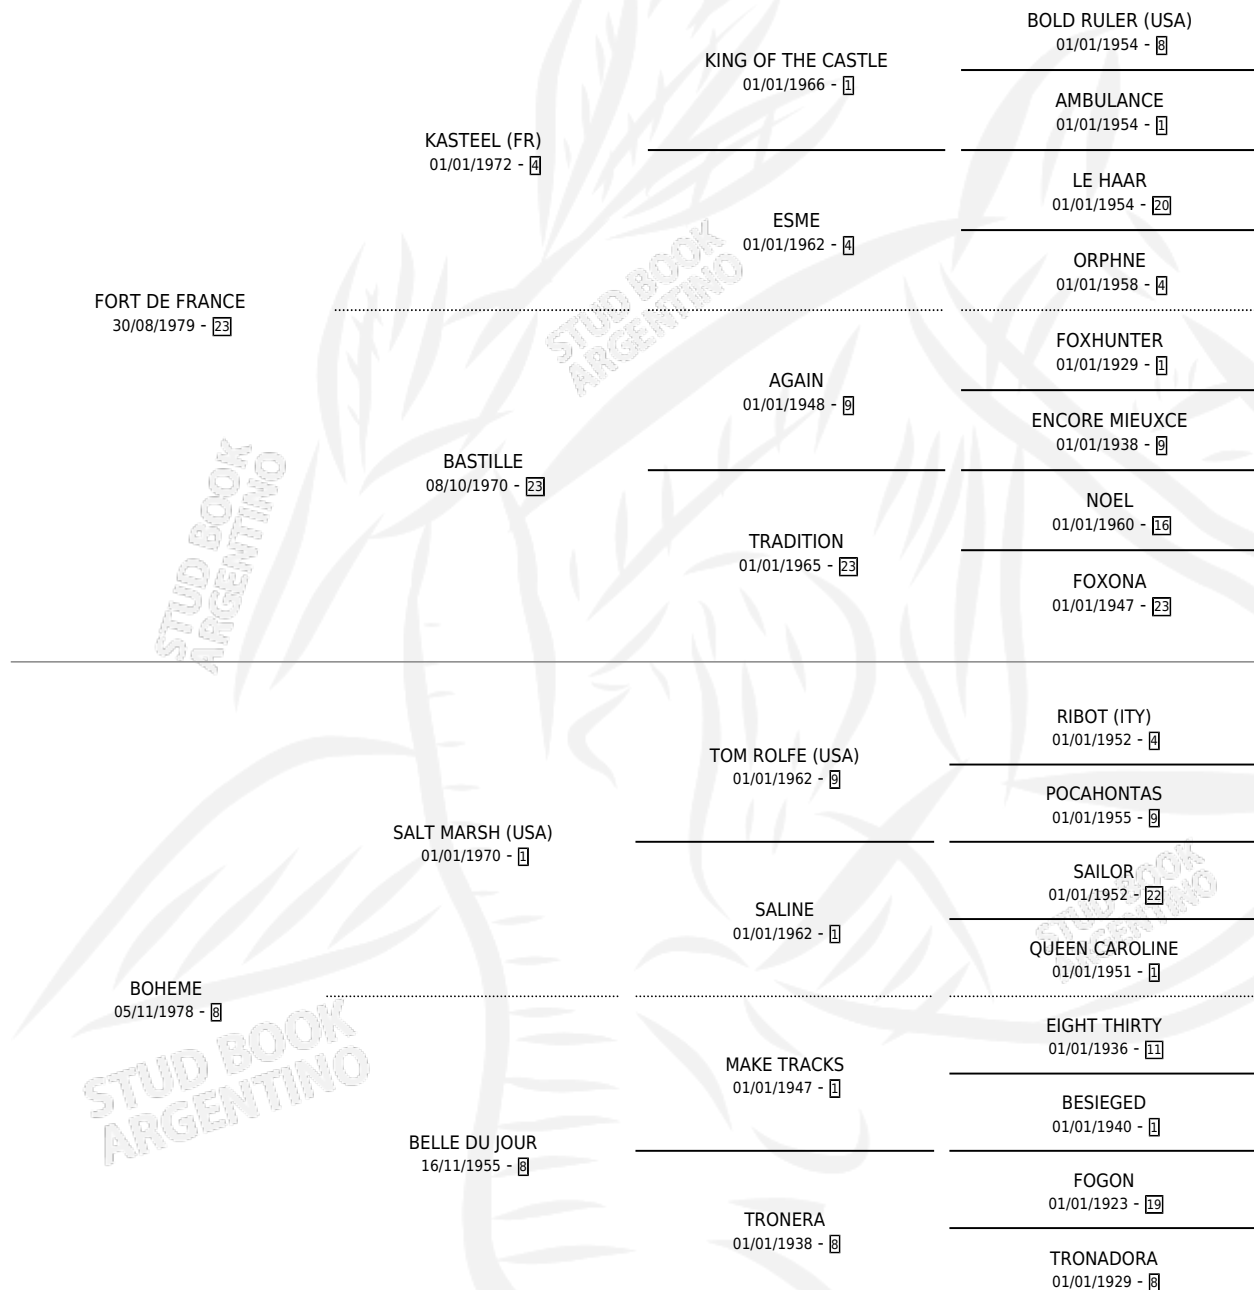 BOLD RULER (USA)
01/01/1954 - 8
KING OF THE CASTLE
01/01/1966 - 1
AMBULANCE
01/01/1954 - 1
KASTEEL (FR)
01/01/1972 - 4
LE HAAR
01/01/1954 - 20
ESME
01/01/1962 - 4
ORPHNE
01/01/1958 - 4
FORT DE FRANCE
30/08/1979 - 23
FOXHUNTER
01/01/1929 - 1
AGAIN
01/01/1948 - 9
ENCORE MIEUXCE
01/01/1938 - 9
BASTILLE
08/10/1970 - 23
NOEL
01/01/1960 - 16
TRADITION
01/01/1965 - 23
FOXONA
01/01/1947 - 23
RIBOT (ITY)
01/01/1952 - 4
TOM ROLFE (USA)
01/01/1962 - 9
POCAHONTAS
01/01/1955 - 9
SALT MARSH (USA)
01/01/1970 - 1
SAILOR
01/01/1952 - 22
SALINE
01/01/1962 - 1
QUEEN CAROLINE
01/01/1951 - 1
BOHEME
05/11/1978 - 8
EIGHT THIRTY
01/01/1936 - 11
MAKE TRACKS
01/01/1947 - 1
BESIEGED
01/01/1940 - 1
BELLE DU JOUR
16/11/1955 - 8
FOGON
01/01/1923 - 19
TRONERA
01/01/1938 - 8
TRONADORA
01/01/1929 - 8
STUD BOOK
ARGENTINO
STUD BOOK
ARGENTINO
STUD BOOK
ARGENTINO
STUD BOOK
ARGENTINO